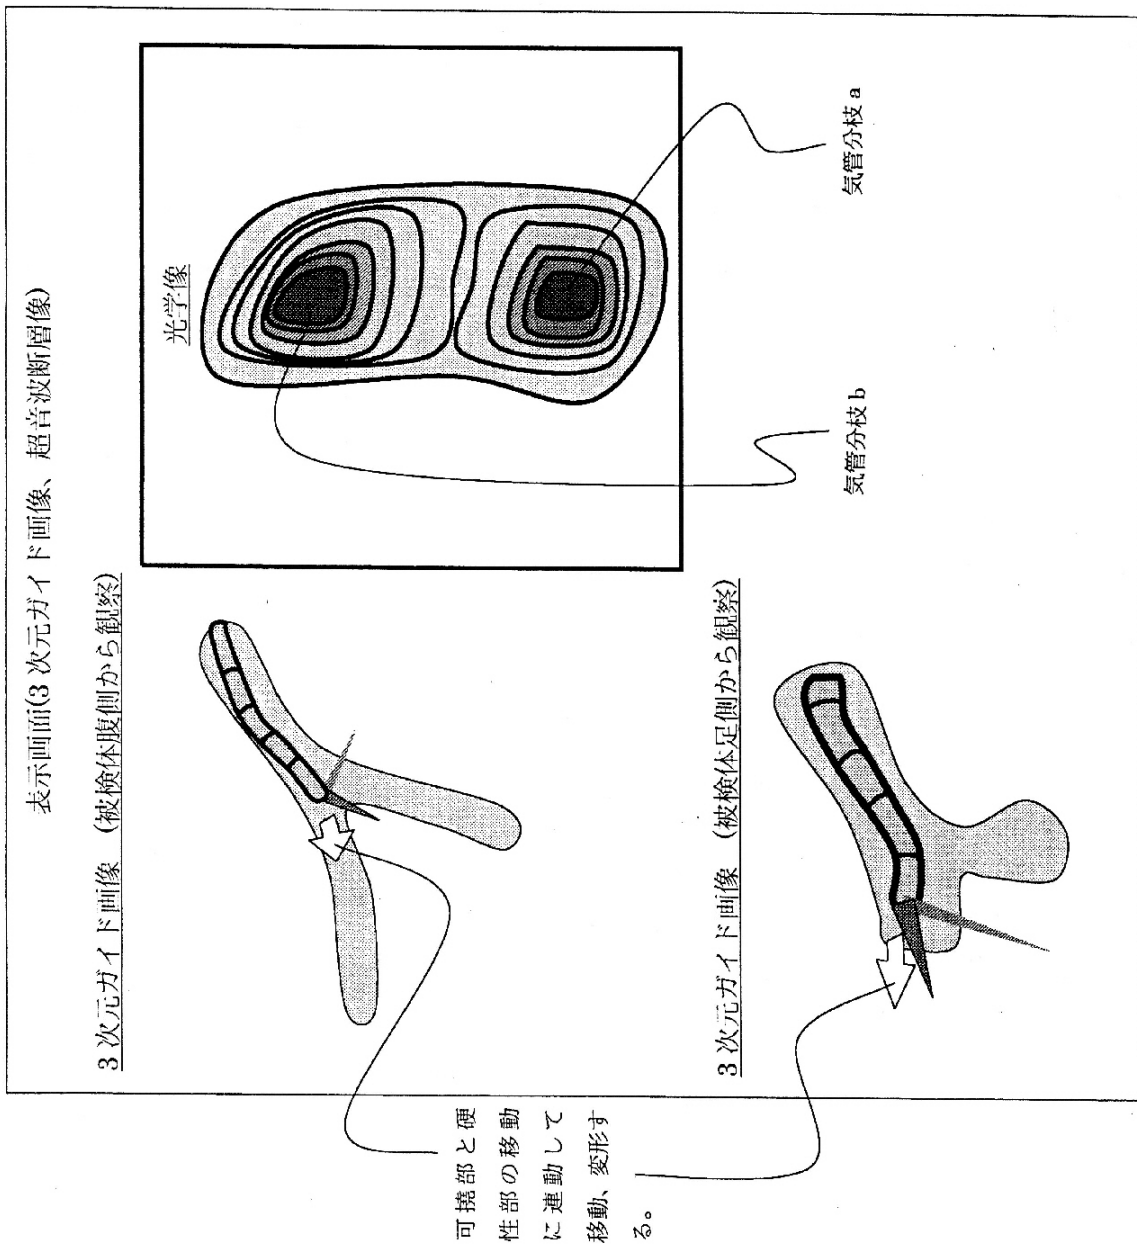 表示画面(3次元ガイド画像、超音波断層像)
3次元ガイド画像 (被検体腹側から観察)
光学像
3次元ガイド画像 (被検体足側から観察)
気管分枝b
気管分枝a
可撓部と硬
性部の移動
に連動して
移動、変形す
る。